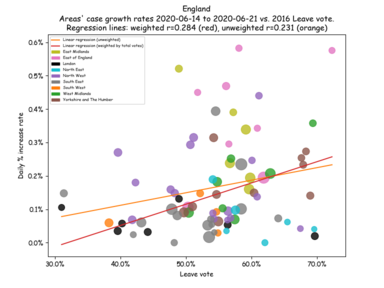 England
Areas' case growth rates 2020-06-14 to 2020-06-21 vs. 2016 Leave vote.
Regression lines: weighted r=0.284 (red), unweighted r=0.231 (orange)
Linear regression (unweighted)
Linear regression (weighted by total votes)
East Midlands
East of England
London
North East
North West
South East
South West
West Midlands
Yorkshire and The Humber
Daily % increase rate
0.6%
0.5%
0.4%
0.3%
0.2%
0.1%
0.0%
30.0%
40.0%
50.0%
60.0%
70.0%
Leave vote